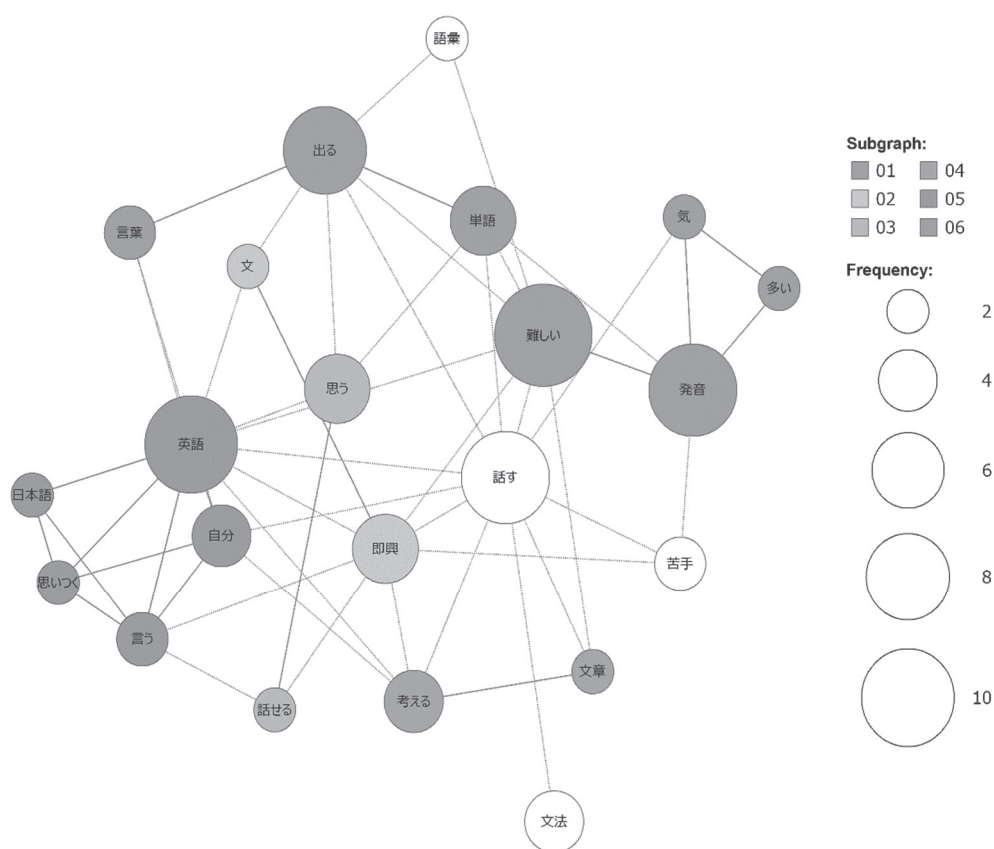 語彙
出る
単語
言葉
気
文
多い
難しい
思う
発音
英語
話す
日本語
自分
即興
苦手
思いつく
言う
文章
考える
話せる
文法
Subgraph:
01 04
02 05
03 06
Frequency:
2
4
6
8
10